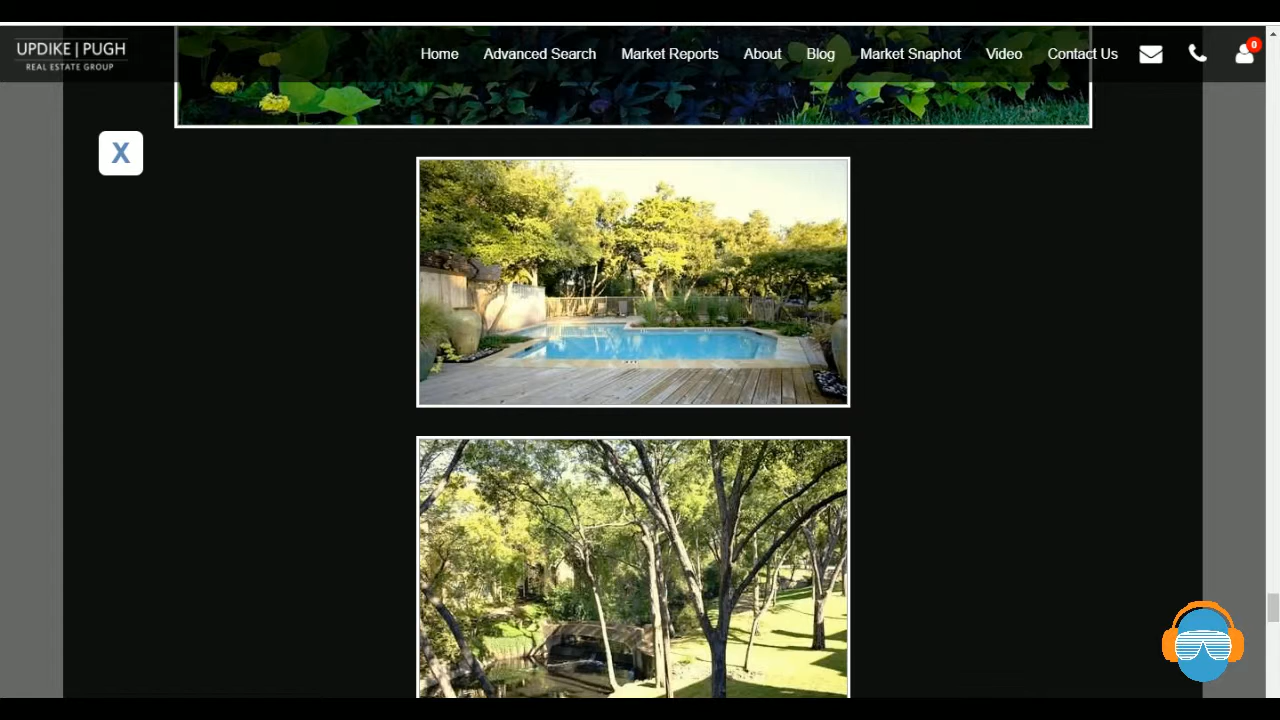 UPDIKE | PUGH
REAL ESTATE GROUP
Home Advanced Search Market Reports About Blog Market Snaphot Video Contact Us 0
X